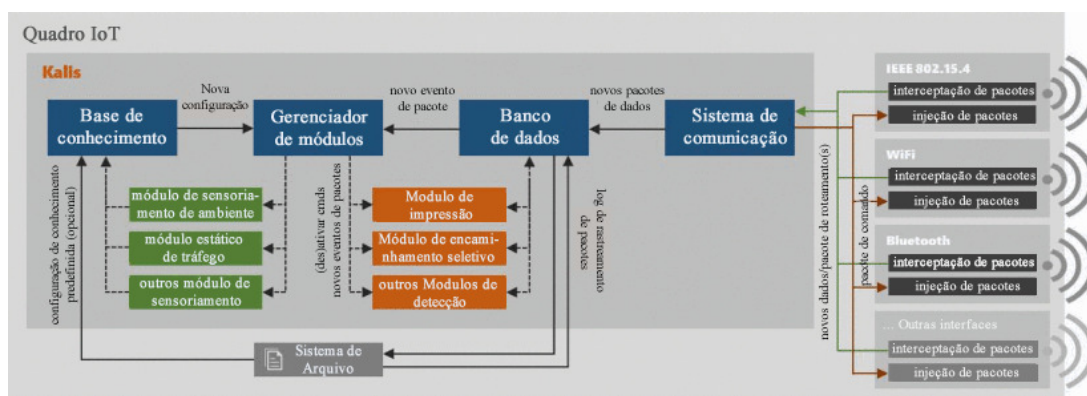 Quadro IoT
Kalis
Nova
configuração
novo evento
de pacote
novos pacotes
de dados
Base de
conhecimento
Gerenciador
de módulos
Banco
de dados
Sistema de
comunicação
módulo de sensoria-
mento de ambiente
módulo estático
de tráfego
outros módulo de
sensoriamento
Modulo de
impressão
Módulo de encami-
nhamento seletivo
outros Modulos de
detecção
configuração de conhecimento
predefinida (opcional)
(des)ativar cmds
novos eventos de pacotes
log de rastreamento
de pacotes
novos dados/pacote de roteamento(s)
pacote de comando
Sistema de
Arquivo
IEEE 802.15.4
interceptação de pacotes
injeção de pacotes
WiFi
interceptação de pacotes
injeção de pacotes
Bluetooth
interceptação de pacotes
injeção de pacotes
... Outras interfaces
interceptação de pacotes
injeção de pacotes